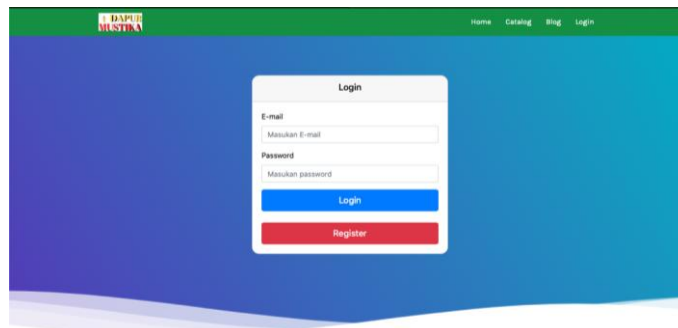 DAPUR
MUSTIKA
Home Catalog Blog Login
Login
E-mail
Masukan E-mail
Password
Masukan password
Login
Register